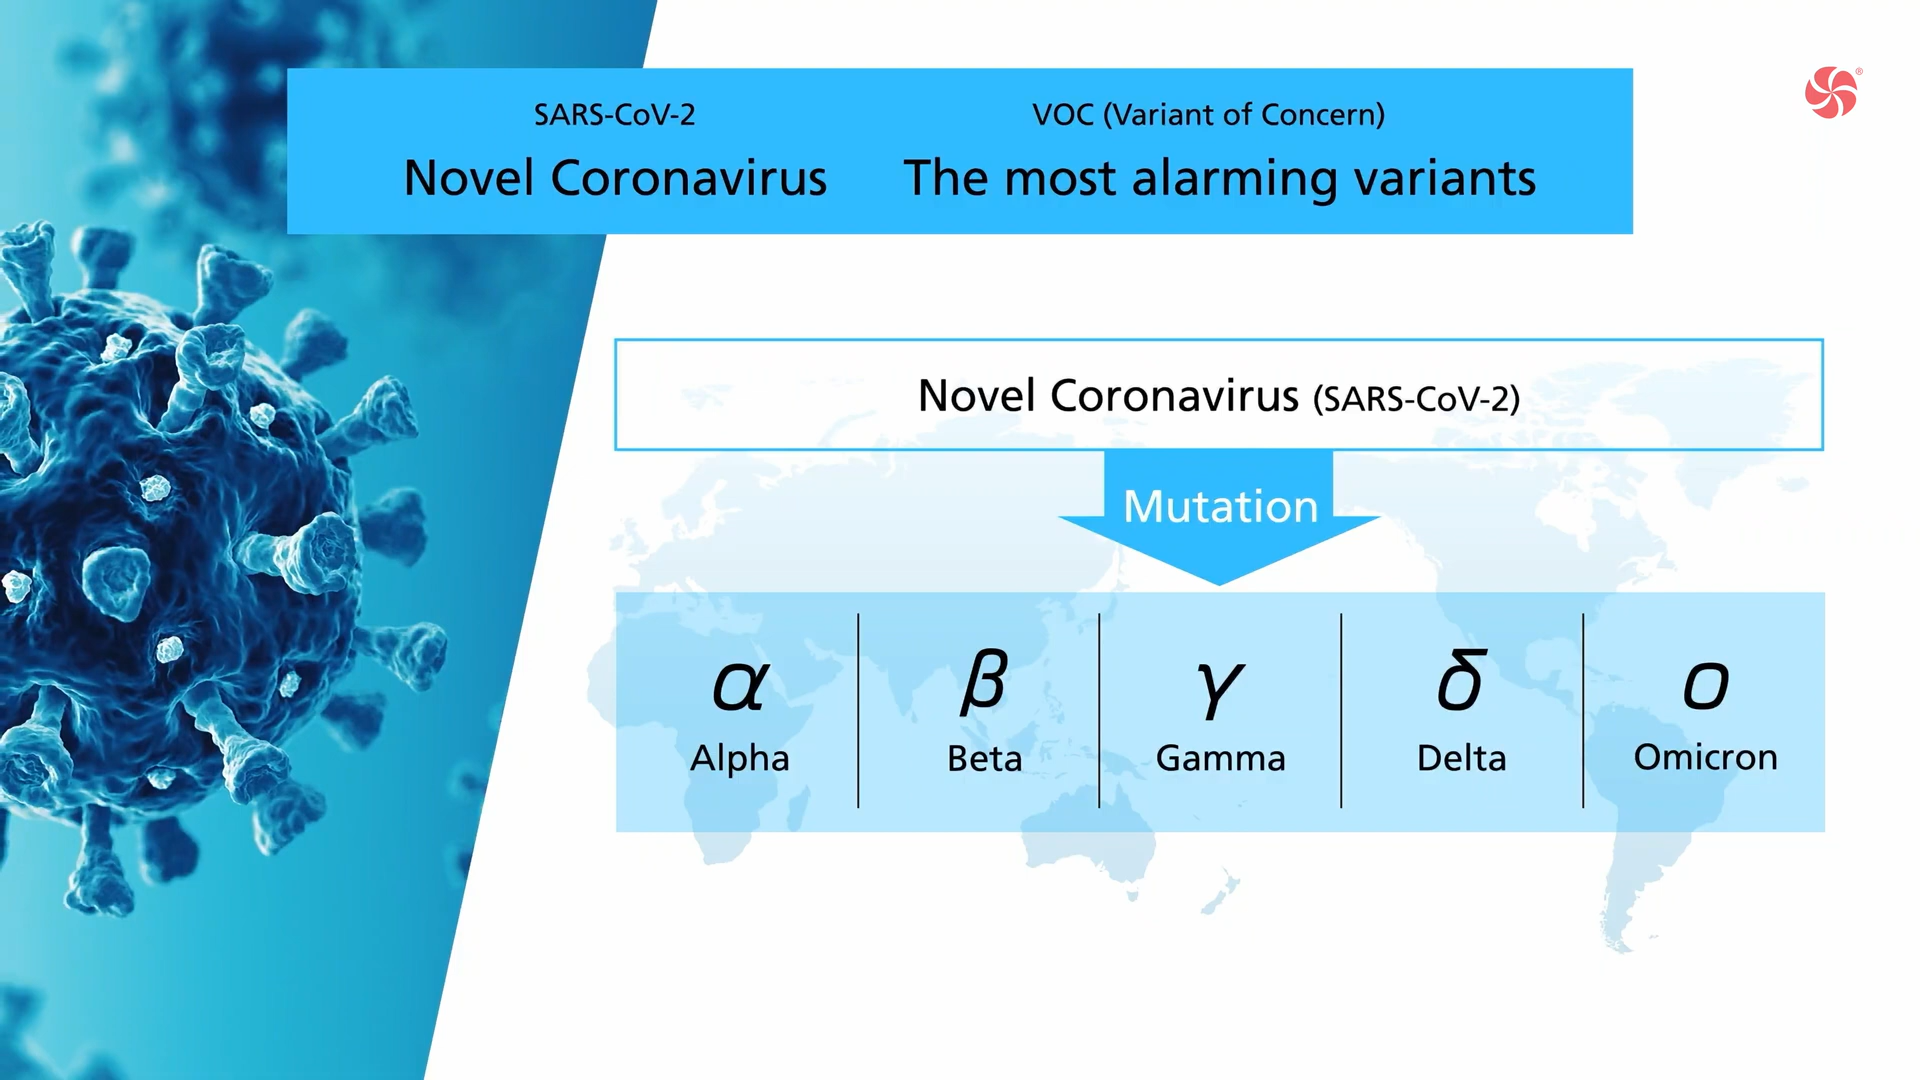 SARS-CoV-2
Novel Coronavirus
VOC (Variant of Concern)
The most alarming variants
®
Novel Coronavirus (SARS-CoV-2)
Mutation
α
Alpha
β
Beta
γ
Gamma
δ
Delta
ο
Omicron